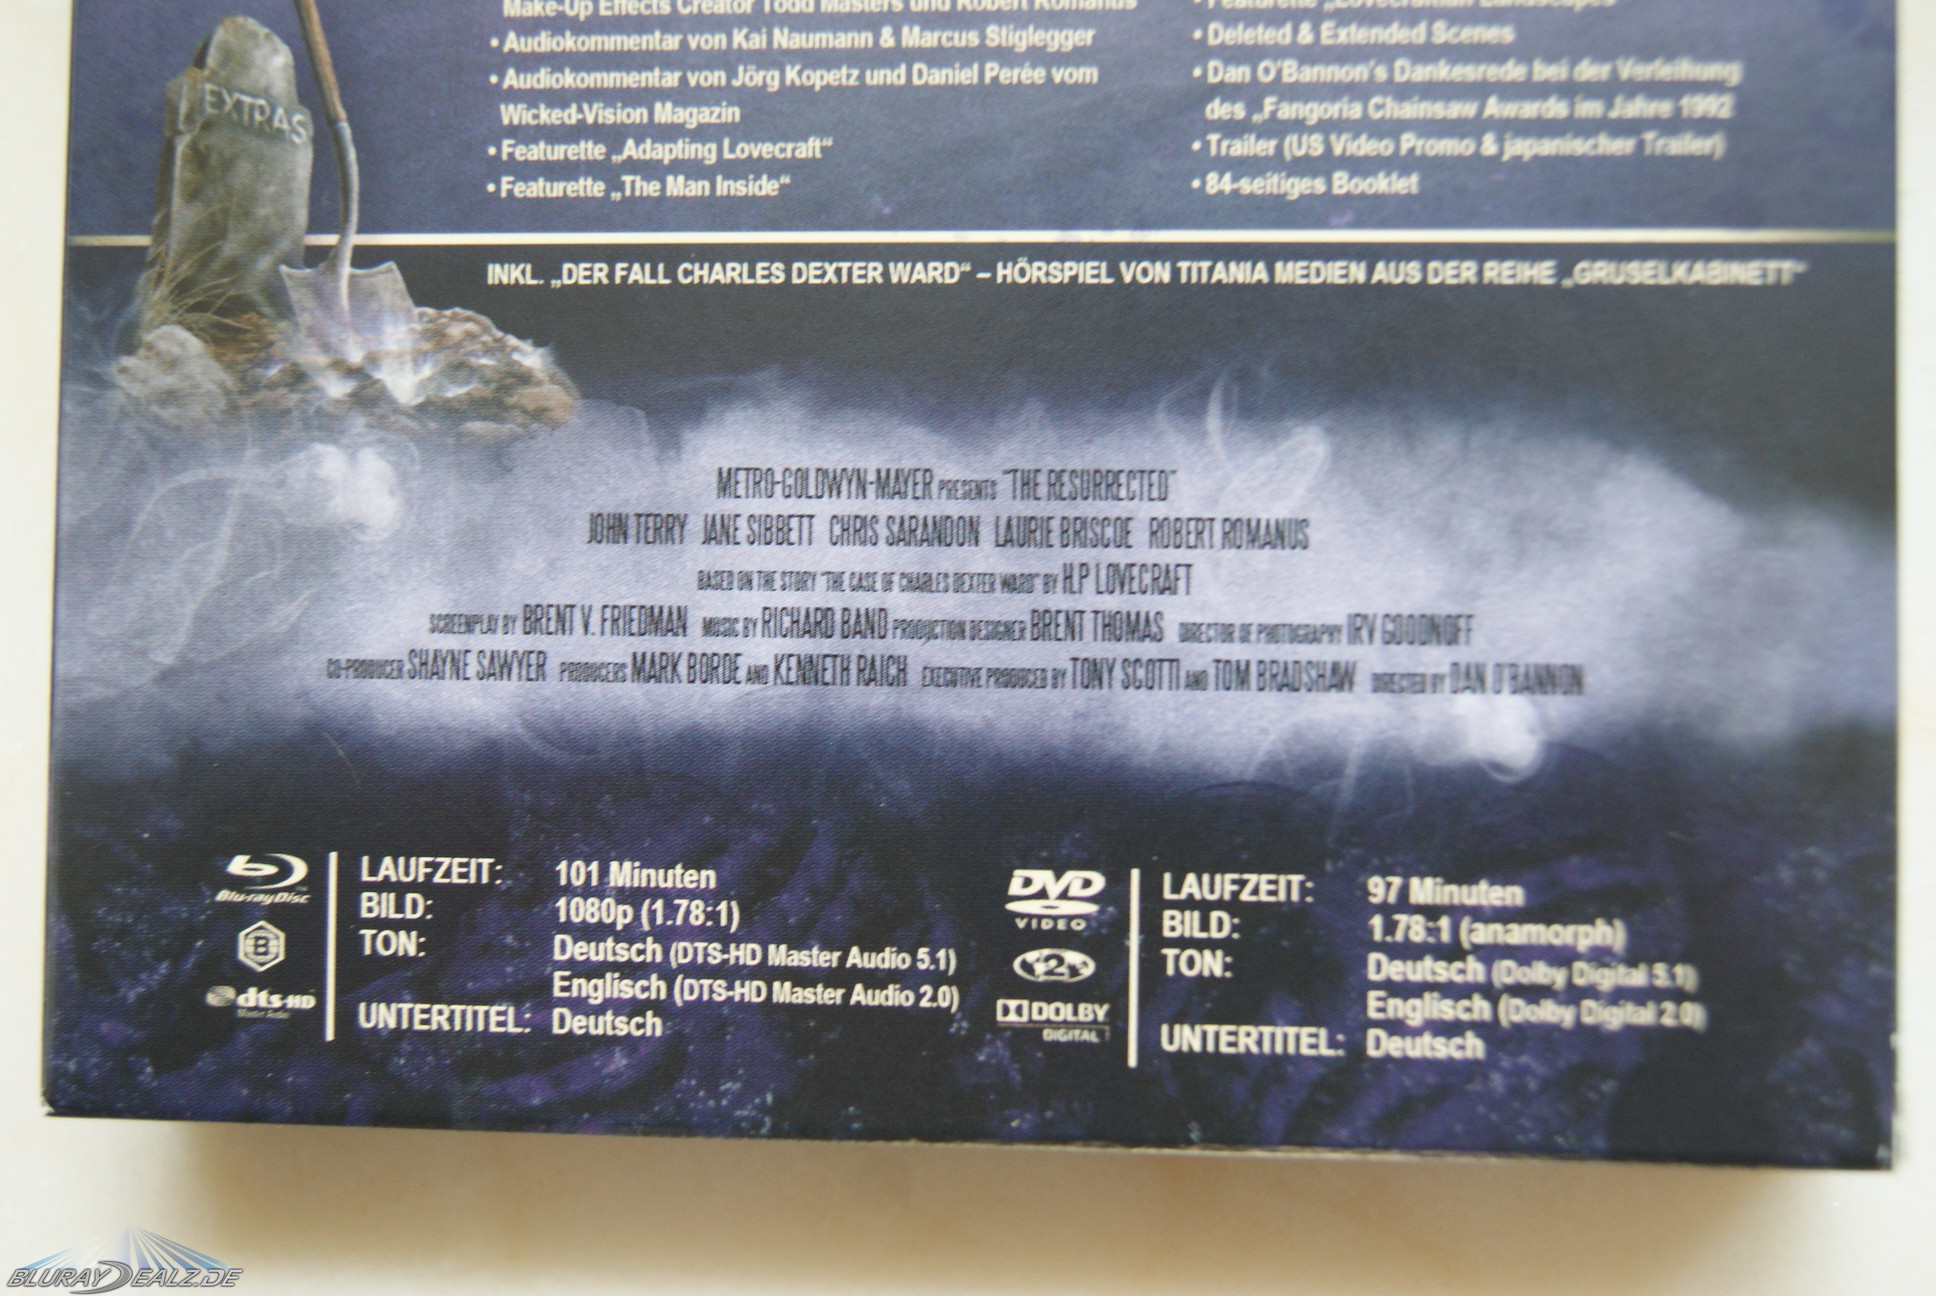 Make-Up Effects Creator Todd Masters und Robert Romanus
• Audiokommentar von Kai Naumann & Marcus Stiglegger
• Audiokommentar von Jörg Kopetz und Daniel Perée vom
Wicked-Vision Magazin
• Featurette „Adapting Lovecraft“
• Featurette „The Man Inside“
• Featurette „Lovecraftian Landscapes“
• Deleted & Extended Scenes
• Dan O'Bannon's Dankesrede bei der Verleihung
des „Fangoria Chainsaw Awards im Jahre 1992
• Trailer (US Video Promo & japanischer Trailer)
• 84-seitiges Booklet
EXTRAS
INKL. „DER FALL CHARLES DEXTER WARD“ – HÖRSPIEL VON TITANIA MEDIEN AUS DER REIHE „GRUSELKABINETT“
METRO-GOLDWYN-MAYER PRESENTS "THE RESURRECTED"
JOHN TERRY JANE SIBBETT CHRIS SARANDON LAURIE BRISCOE ROBERT ROMANUS
BASED ON THE STORY "THE CASE OF CHARLES DEXTER WARD" BY H.P LOVECRAFT
SCREENPLAY BY BRENT V. FRIEDMAN MUSIC BY RICHARD BAND PRODUCTION DESIGNER BRENT THOMAS DIRECTOR OF PHOTOGRAPHY IRV GOODNOFF
CO-PRODUCER SHAYNE SAWYER PRODUCERS MARK BORDE AND KENNETH RAICH EXECUTIVE PRODUCED BY TONY SCOTTI AND TOM BRADSHAW DIRECTED BY DAN O'BANNON
Blu-ray Disc
B
dts-HD
Master Audio
LAUFZEIT: 101 Minuten
BILD: 1080p (1.78:1)
TON: Deutsch (DTS-HD Master Audio 5.1)
Englisch (DTS-HD Master Audio 2.0)
UNTERTITEL: Deutsch
DVD
VIDEO
2
DOLBY
DIGITAL
LAUFZEIT: 97 Minuten
BILD: 1.78:1 (anamorph)
TON: Deutsch (Dolby Digital 5.1)
Englisch (Dolby Digital 2.0)
UNTERTITEL: Deutsch
BLURAYDEALZ.DE